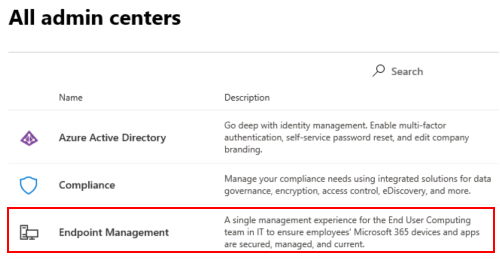 All admin centers
Search
Name Description
Azure Active Directory
Go deep with identity management. Enable multi-factor
authentication, self-service password reset, and edit company
branding.
Compliance
Manage your compliance needs using integrated solutions for data
governance, encryption, access control, eDiscovery, and more.
Endpoint Management
A single management experience for the End User Computing
team in IT to ensure employees' Microsoft 365 devices and apps
are secured, managed, and current.